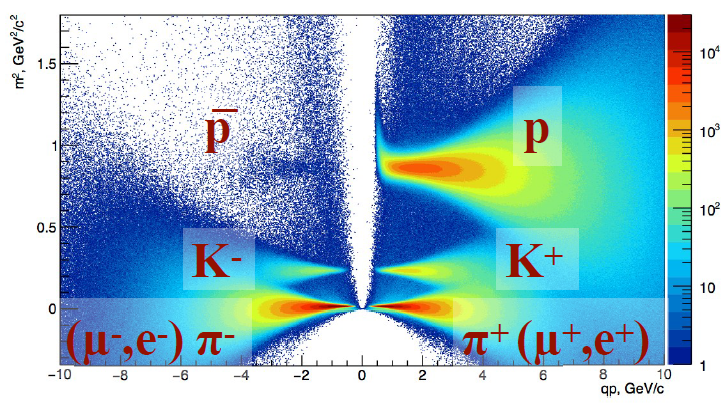 m², GeV²/c²
1.5
1
0.5
0
p̅
p
K⁻
K⁺
(μ⁻,e⁻) π⁻
π⁺ (μ⁺,e⁺)
−10 −8 −6 −4 −2 0 2 4 6 8 10
qp, GeV/c
10⁴
10³
10²
10
1